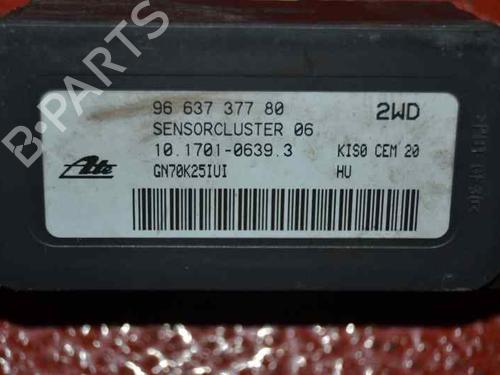 B-PARTS
96 637 377 80 2WD
SENSORCLUSTER 06
10.1701-0639.3 KIS0 CEM 20
Ate GN70K25IUI HU